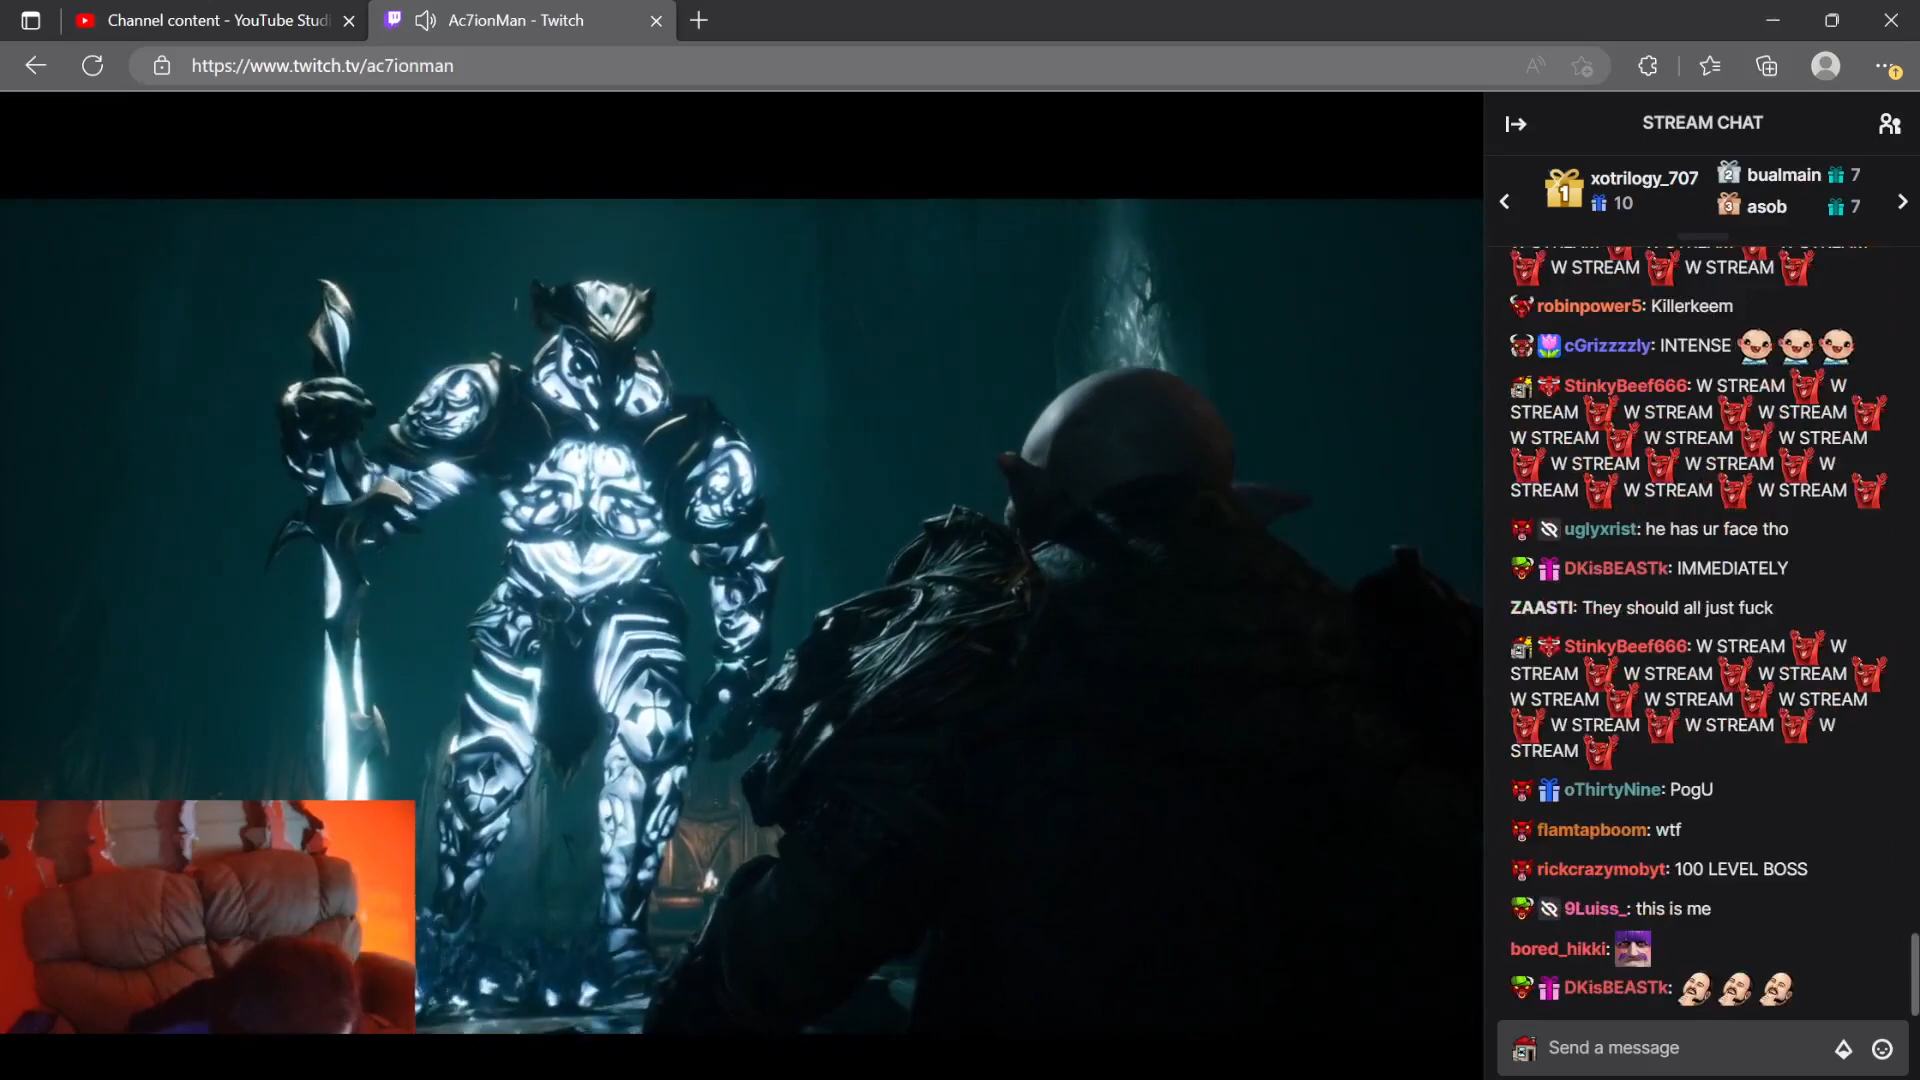 Channel content - YouTube Studi
Ac7ionMan - Twitch
https://www.twitch.tv/ac7ionman
STREAM CHAT
1 xotrilogy_707
10
2 bualmain 7
3 asob 7
W STREAM W STREAM
robinpower5: Killerkeem
cGrizzzzly: INTENSE
StinkyBeef666: W STREAM W
STREAM W STREAM W STREAM
W STREAM W STREAM W STREAM
W STREAM W STREAM W
STREAM W STREAM W STREAM
uglyxrist: he has ur face tho
DKisBEASTk: IMMEDIATELY
ZAASTI: They should all just fuck
StinkyBeef666: W STREAM W
STREAM W STREAM W STREAM
W STREAM W STREAM W STREAM
W STREAM W STREAM W
STREAM
oThirtyNine: PogU
flamtapboom: wtf
rickcrazymobyt: 100 LEVEL BOSS
9Luiss_: this is me
bored_hikki:
DKisBEASTk:
Send a message